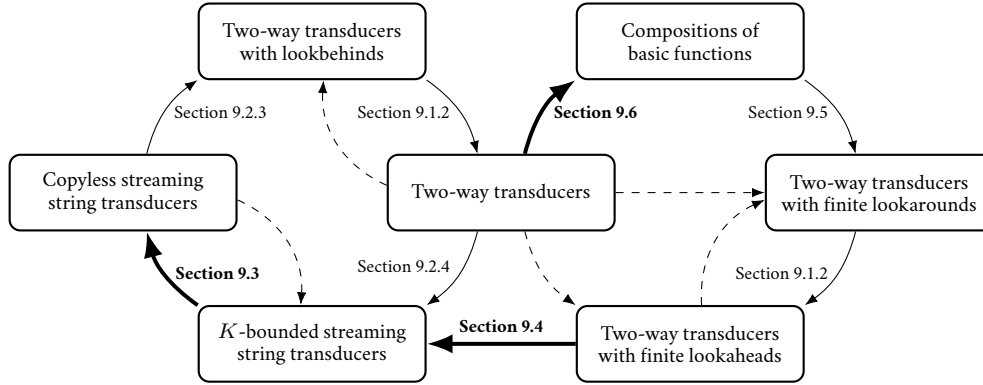 Two-way transducers
with lookbehinds
Compositions of
basic functions
Section 9.2.3
Section 9.1.2
Section 9.6
Section 9.5
Copyless streaming
string transducers
Two-way transducers
Two-way transducers
with finite lookarounds
Section 9.3
Section 9.2.4
Section 9.1.2
K-bounded streaming
string transducers
Section 9.4
Two-way transducers
with finite lookaheads